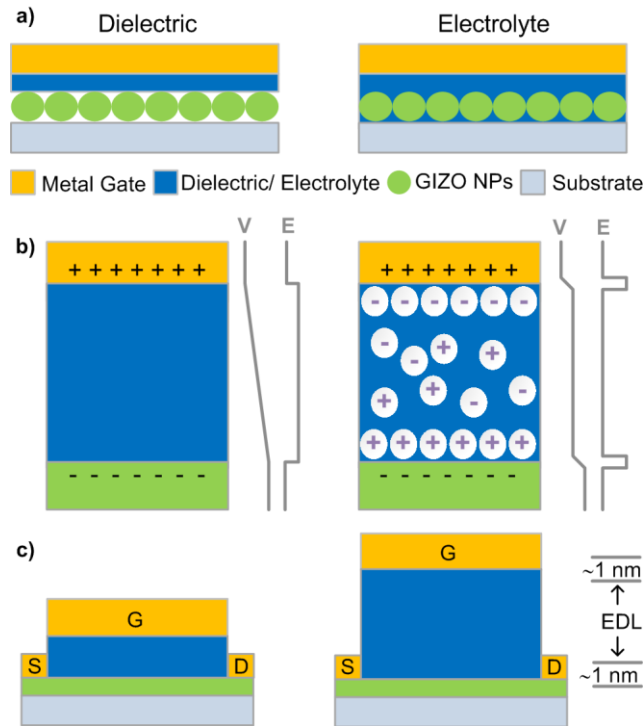 a)
Dielectric
Electrolyte
Metal Gate
Dielectric/ Electrolyte
GIZO NPs
Substrate
b)
V
E
V
E
+ + + + + + +
+ + + + + + +
- - - - - -
- + +
- + -
+ -
+ + + + + +
- - - - - - -
- - - - - - -
c)
G
G
~1 nm
EDL
S
D
S
D
~1 nm